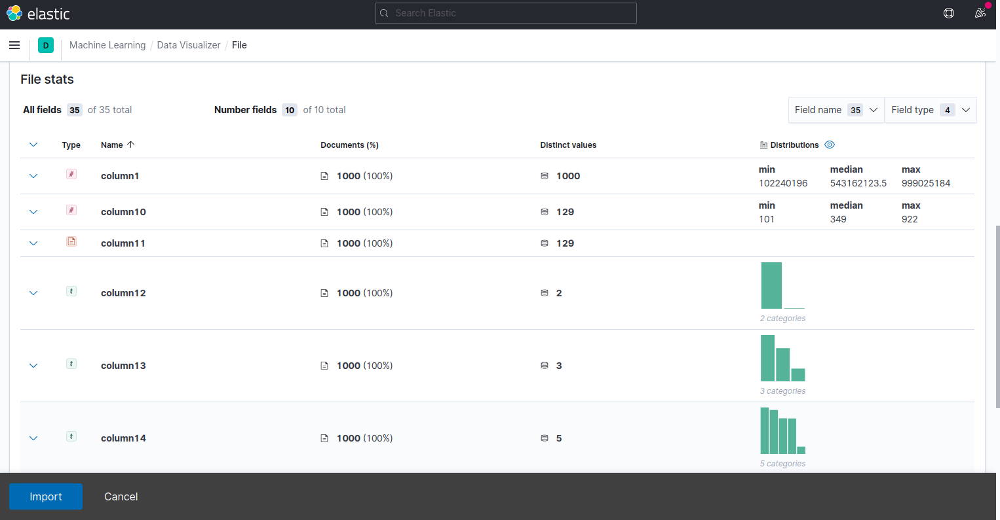 elastic
Search Elastic
D
Machine Learning / Data Visualizer / File
File stats
All fields 35 of 35 total
Number fields 10 of 10 total
Field name 35
Field type 4
Type Name Documents (%) Distinct values Distributions
# column1 1000 (100%) 1000
min median max
102240196 543162123.5 999025184
# column10 1000 (100%) 129
min median max
101 349 922
column11 1000 (100%) 129
t column12 1000 (100%) 2
2 categories
t column13 1000 (100%) 3
3 categories
t column14 1000 (100%) 5
5 categories
Import Cancel